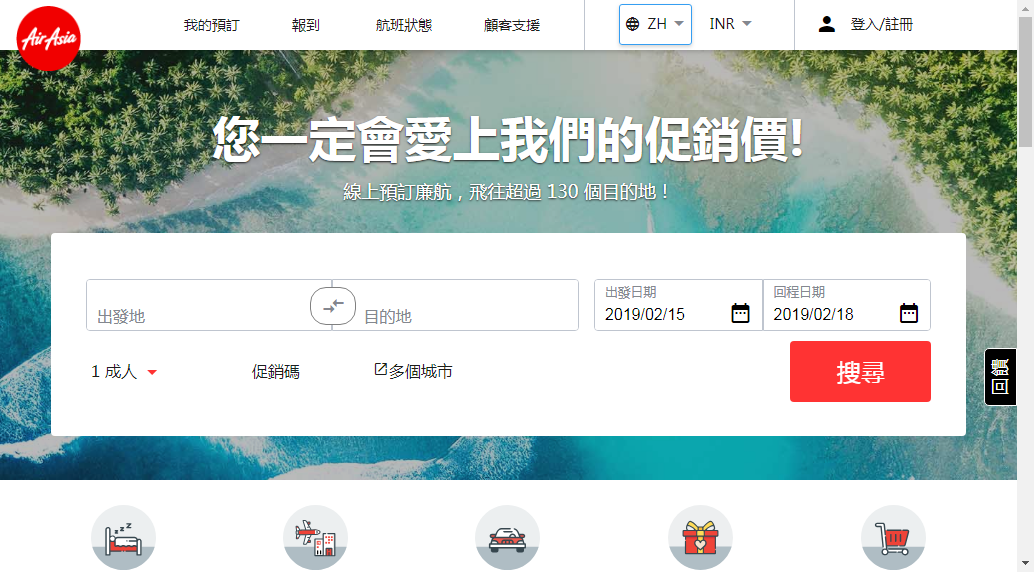 AirAsia
我的預訂
報到
航班狀態
顧客支援
ZH
INR
登入/註冊
您一定會愛上我們的促銷價!
線上預訂廉航，飛往超過 130 個目的地！
出發地
目的地
出發日期
2019/02/15
回程日期
2019/02/18
1 成人
促銷碼
多個城市
搜尋
回饋
z z Z